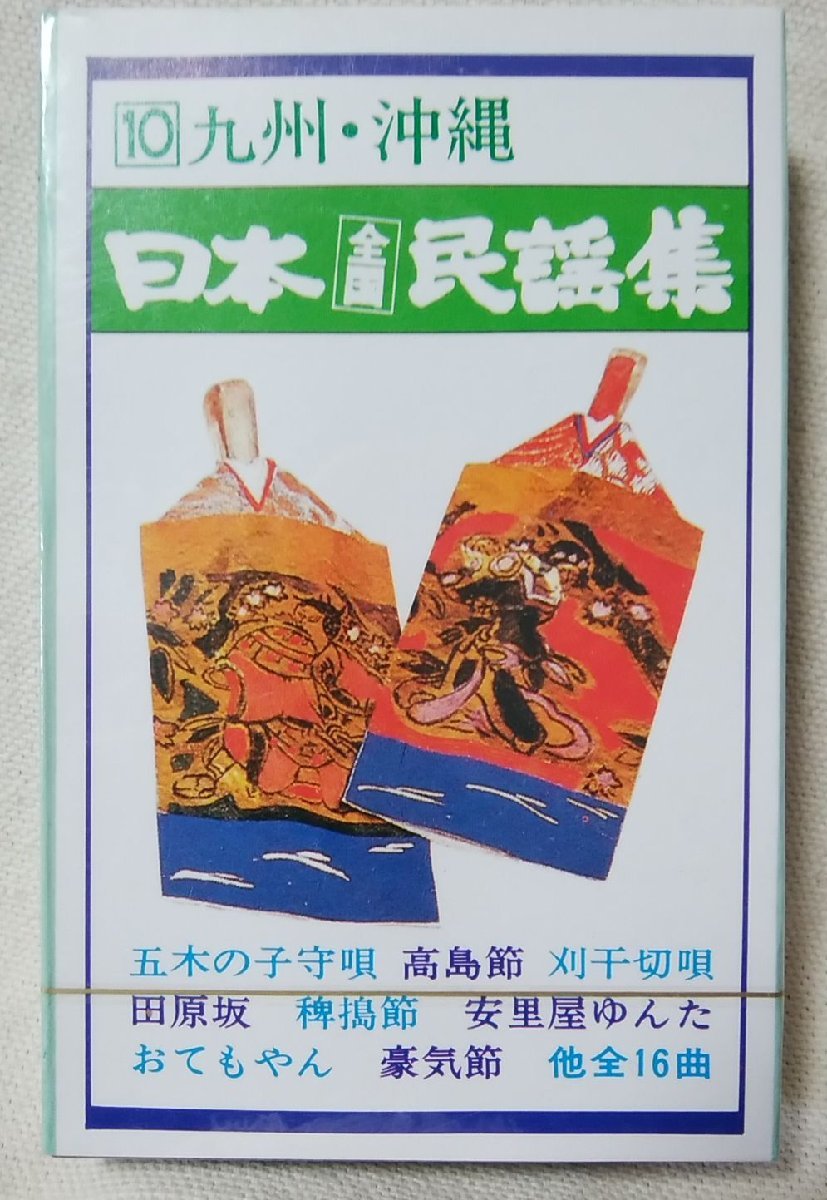 10 九州・沖縄
日本 全国 民謡集
五木の子守唄 高島節 刈干切唄
田原坂 稗搗節 安里屋ゆんた
おてもやん 豪気節 他全16曲